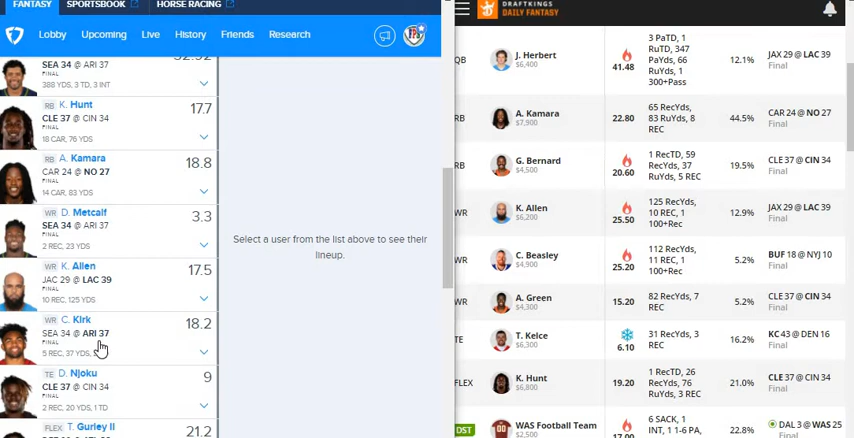 FANTASY SPORTSBOOK HORSE RACING
Lobby Upcoming Live History Friends Research
SEA 34 @ ARI 37
FINAL
388 YDS, 3 TD, 3 INT
RB K. Hunt 17.7
CLE 37 @ CIN 34
FINAL
18 CAR, 76 YDS
RB A. Kamara 18.8
CAR 24 @ NO 27
FINAL
14 CAR, 83 YDS
WR D. Metcalf 3.3
SEA 34 @ ARI 37
FINAL
2 REC, 23 YDS
WR K. Allen 17.5
JAC 29 @ LAC 39
FINAL
10 REC, 125 YDS
WR C. Kirk 18.2
SEA 34 @ ARI 37
FINAL
5 REC, 37 YDS,
TE D. Njoku 9
CLE 37 @ CIN 34
FINAL
2 REC, 20 YDS, 1 TD
FLEX T. Gurley II 21.2
Select a user from the list above to see their
lineup.
DRAFTKINGS
DAILY FANTASY
QB J. Herbert
$6,400
41.48
3 PaTD, 1
RuTD, 347
PaYds, 66
RuYds, 1
300+Pass
12.1%
JAX 29 @ LAC 39
Final
RB A. Kamara
$7,900
22.80
65 RecYds,
83 RuYds, 8
REC
44.5%
CAR 24 @ NO 27
Final
RB G. Bernard
$4,500
20.60
1 RecTD, 59
RecYds, 37
RuYds, 5 REC
19.5%
CLE 37 @ CIN 34
Final
WR K. Allen
$6,200
25.50
125 RecYds,
10 REC, 1
100+Rec
12.9%
JAX 29 @ LAC 39
Final
WR C. Beasley
$4,900
25.20
112 RecYds,
11 REC, 1
100+Rec
5.2%
BUF 18 @ NYJ 10
Final
WR A. Green
$4,300
15.20
82 RecYds, 7
REC
5.2%
CLE 37 @ CIN 34
Final
TE T. Kelce
$6,300
6.10
31 RecYds, 3
REC
16.2%
KC 43 @ DEN 16
Final
FLEX K. Hunt
$6,800
19.20
1 RecTD, 26
RecYds, 76
RuYds, 3 REC
21.0%
CLE 37 @ CIN 34
Final
DST WAS Football Team
$2,500
17.00
6 SACK, 1
INT, 1 1-6 PA,
22.8%
DAL 3 @ WAS 25
Final